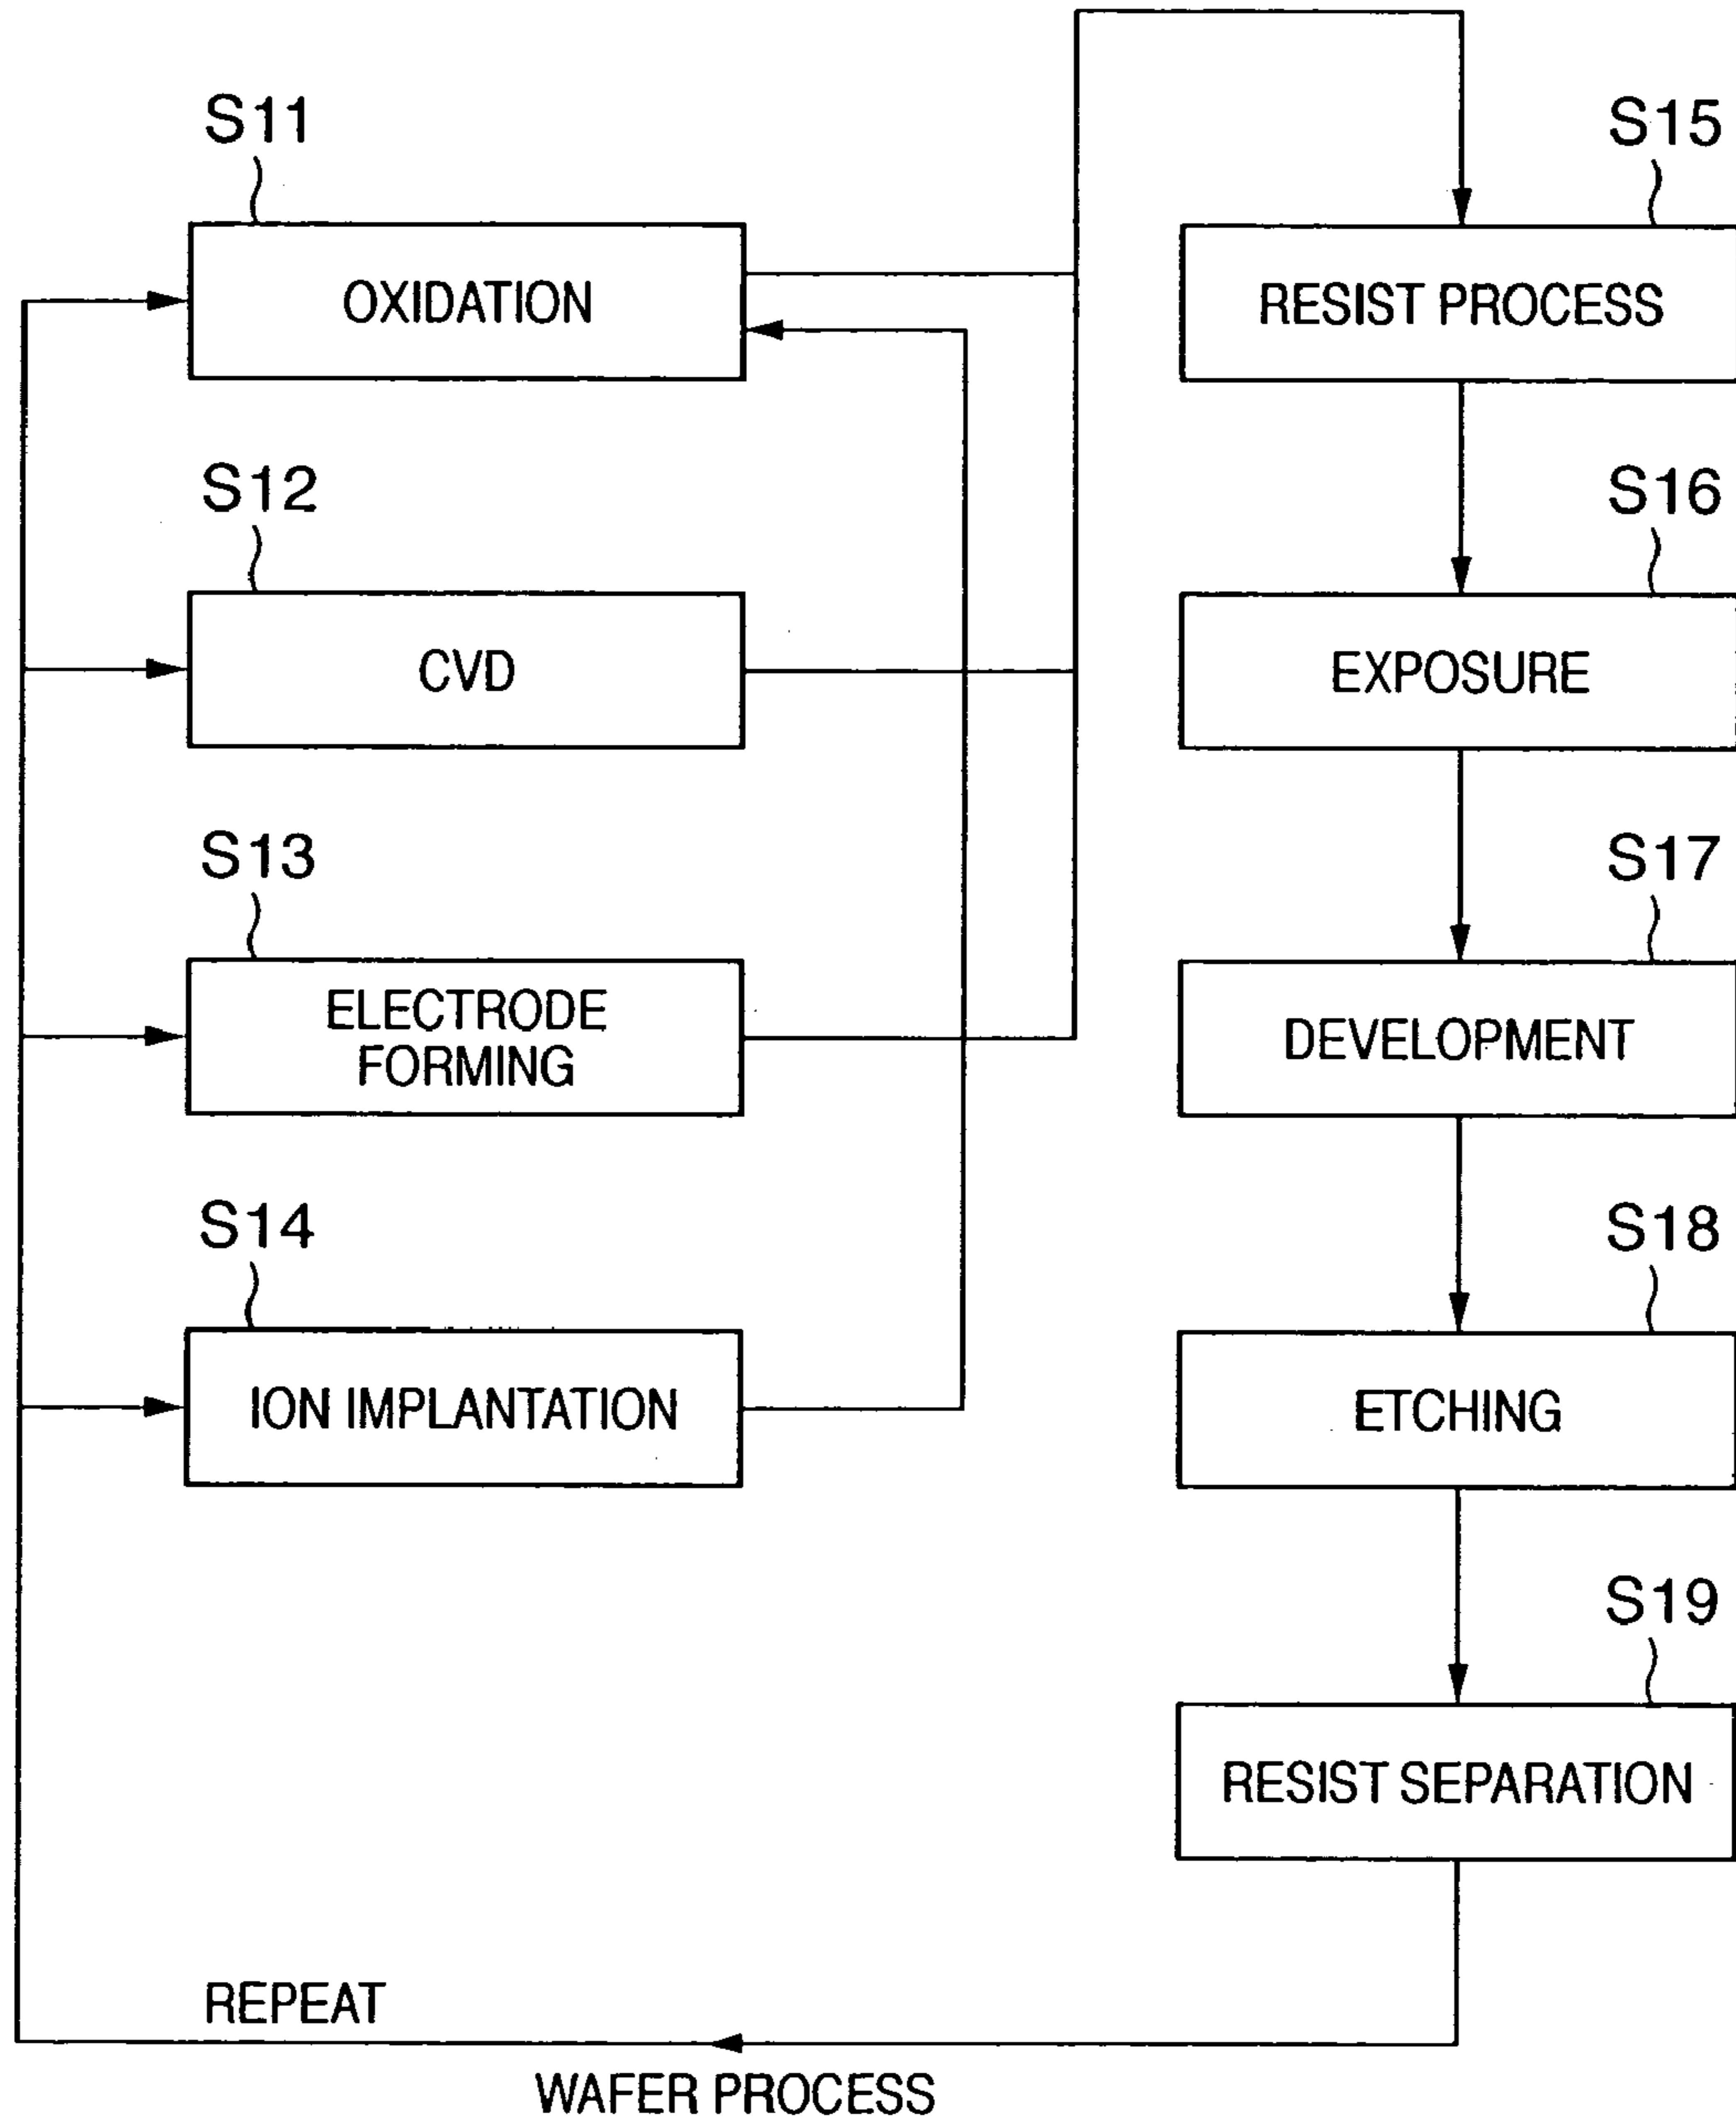 S11
OXIDATION
S12
CVD
S13
ELECTRODE
FORMING
S14
ION IMPLANTATION
S15
RESIST PROCESS
S16
EXPOSURE
S17
DEVELOPMENT
S18
ETCHING
S19
RESIST SEPARATION
REPEAT
WAFER PROCESS